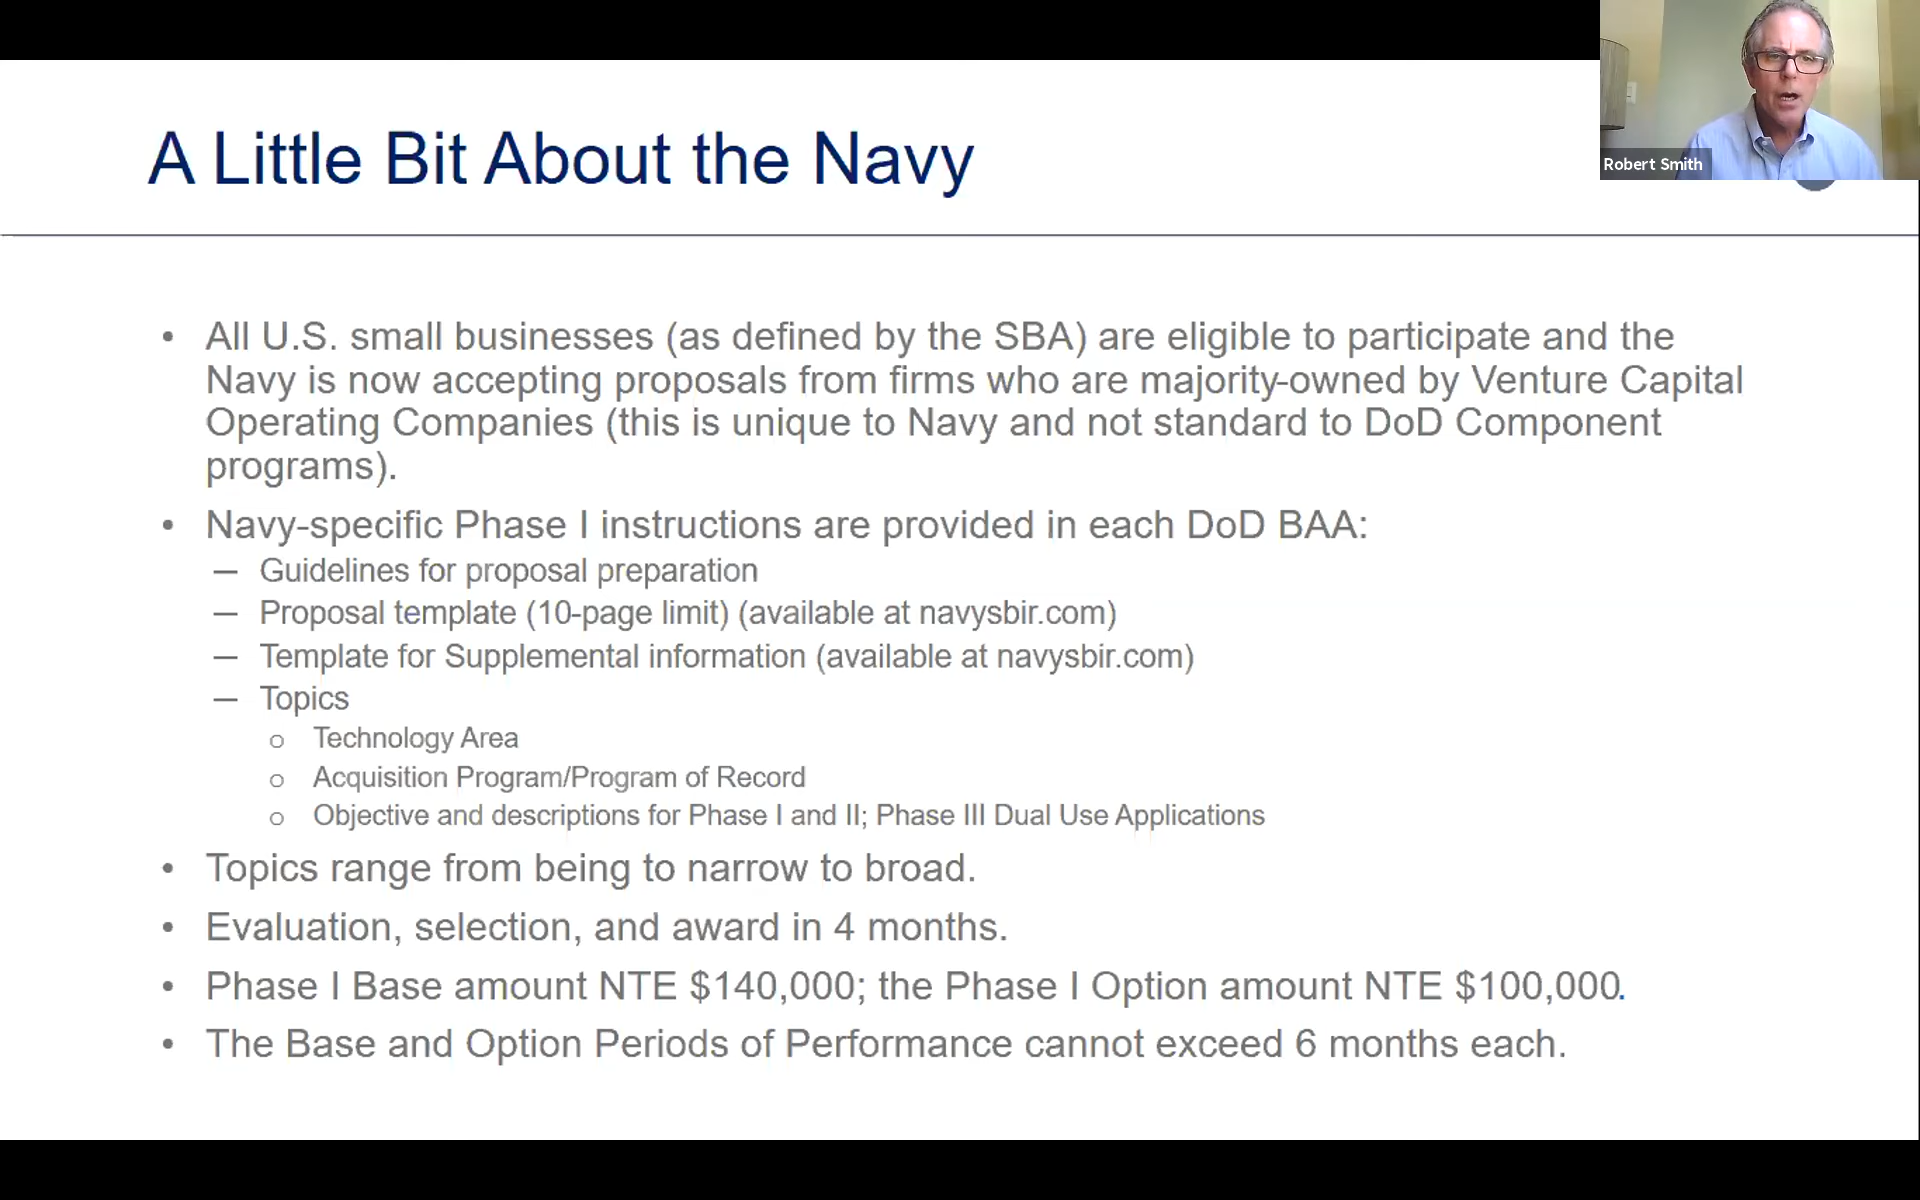 A Little Bit About the Navy
Robert Smith
• All U.S. small businesses (as defined by the SBA) are eligible to participate and the
Navy is now accepting proposals from firms who are majority-owned by Venture Capital
Operating Companies (this is unique to Navy and not standard to DoD Component
programs).
• Navy-specific Phase I instructions are provided in each DoD BAA:
— Guidelines for proposal preparation
— Proposal template (10-page limit) (available at navysbir.com)
— Template for Supplemental information (available at navysbir.com)
— Topics
o Technology Area
o Acquisition Program/Program of Record
o Objective and descriptions for Phase I and II; Phase III Dual Use Applications
• Topics range from being to narrow to broad.
• Evaluation, selection, and award in 4 months.
• Phase I Base amount NTE $140,000; the Phase I Option amount NTE $100,000.
• The Base and Option Periods of Performance cannot exceed 6 months each.